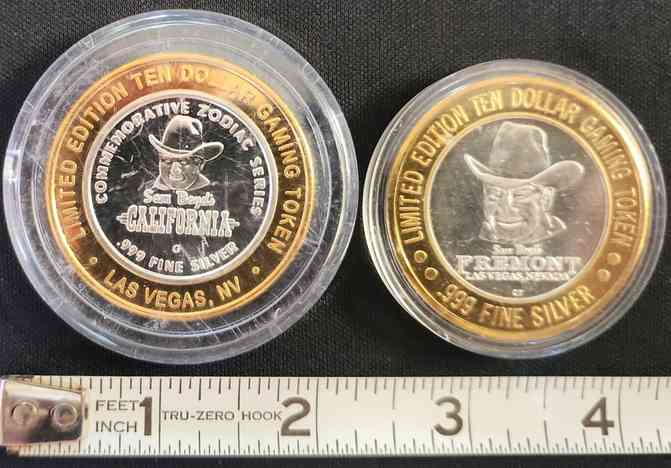 LIMITED EDITION TEN DOLLAR GAMING TOKEN
COMMEMORATIVE ZODIAC SERIES
Sam Boyd's
CALIFORNIA
G
.999 FINE SILVER
• LAS VEGAS, NV •
LIMITED EDITION TEN DOLLAR GAMING TOKEN
Sam Boyd's
FREMONT
LAS VEGAS, NEVADA
.999 FINE SILVER
FEET
INCH
1
TRU-ZERO HOOK
2
3
4